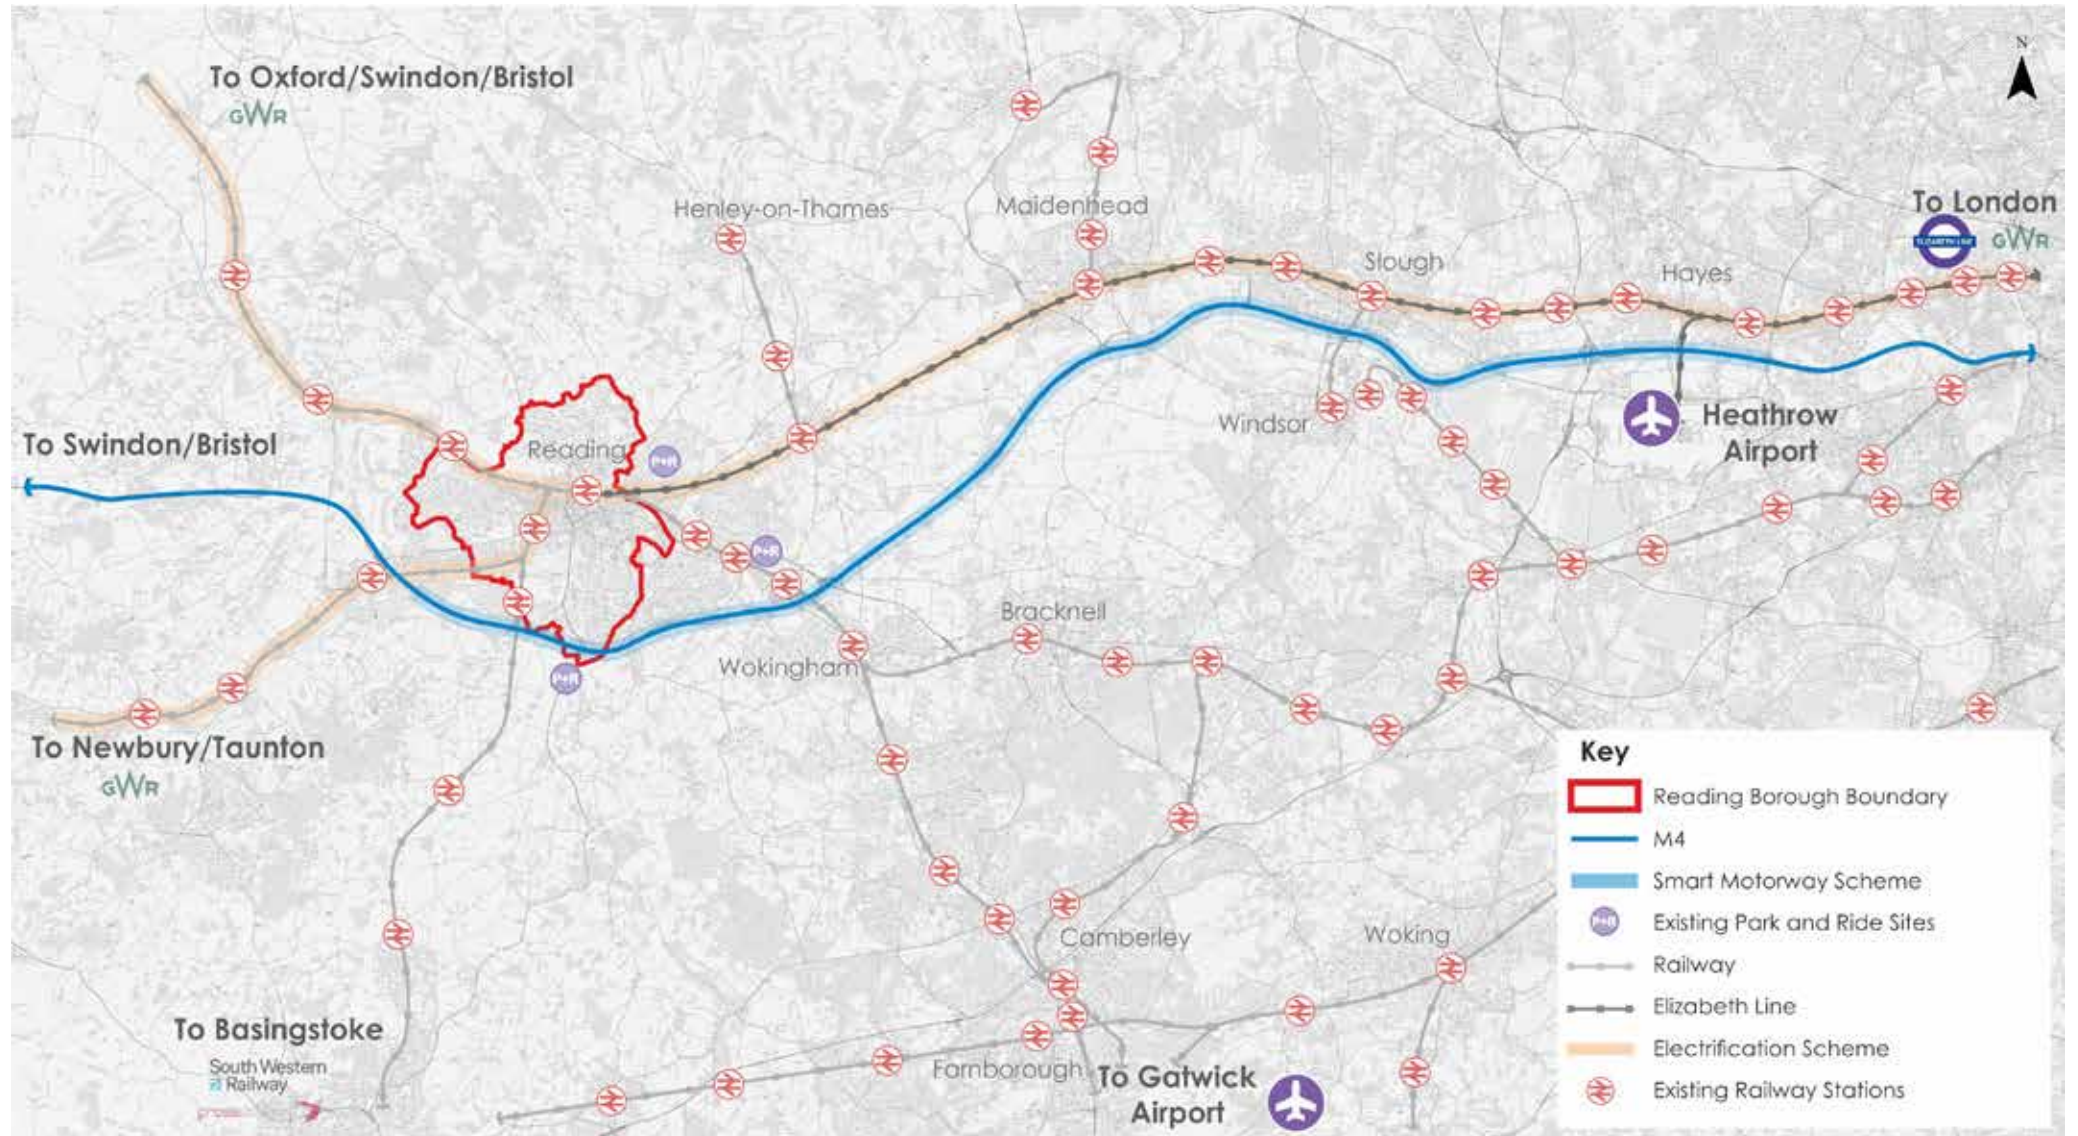 N
To Oxford/Swindon/Bristol
GWR
Henley-on-Thames
Maidenhead
To London
ELIZABETH LINE
GWR
Slough
Hayes
Heathrow
Airport
Windsor
Reading
P+R
To Swindon/Bristol
P+R
Bracknell
Wokingham
P+R
To Newbury/Taunton
GWR
Camberley
Woking
To Basingstoke
South Western
Railway
Farnborough
To Gatwick
Airport
Key
Reading Borough Boundary
M4
Smart Motorway Scheme
P+R
Existing Park and Ride Sites
Railway
Elizabeth Line
Electrification Scheme
Existing Railway Stations